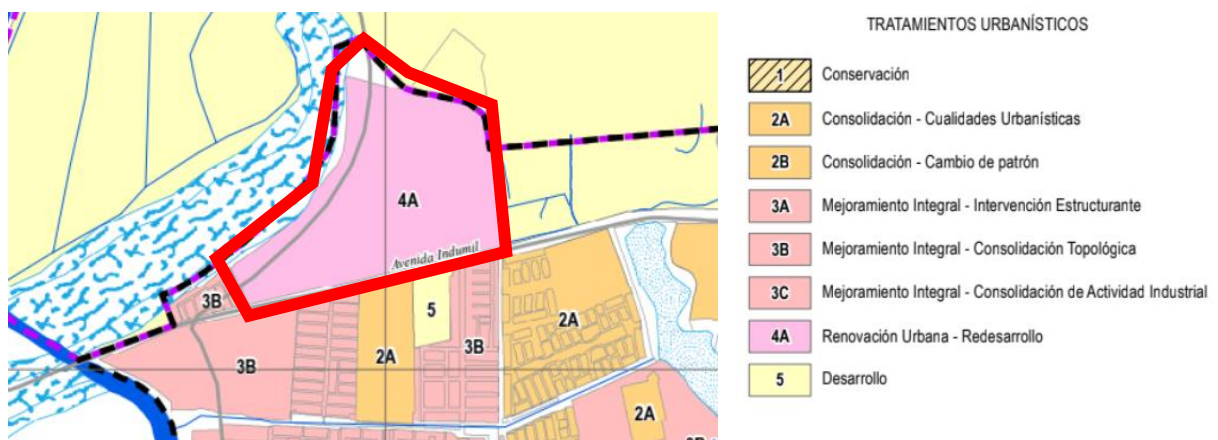 4A
Avenida Indumil
3B
3B
2A
5
3B
2A
2A
TRATAMIENTOS URBANÍSTICOS
1 Conservación
2A Consolidación - Cualidades Urbanísticas
2B Consolidación - Cambio de patrón
3A Mejoramiento Integral - Intervención Estructurante
3B Mejoramiento Integral - Consolidación Topológica
3C Mejoramiento Integral - Consolidación de Actividad Industrial
4A Renovación Urbana - Redesarrollo
5 Desarrollo